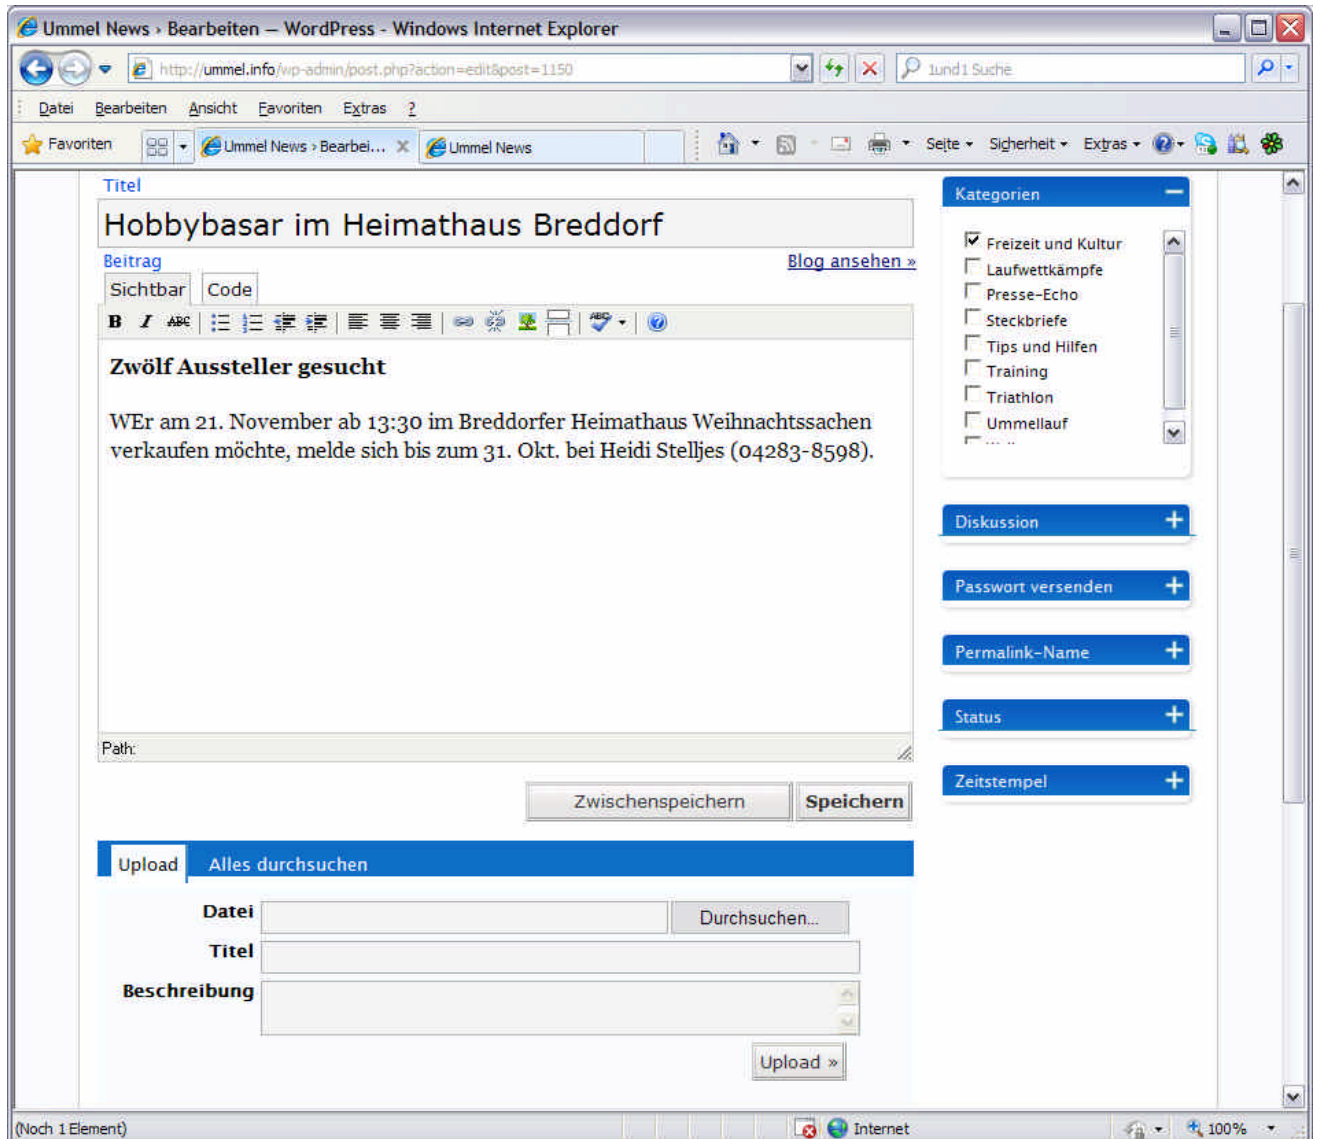 Ummel News › Bearbeiten — WordPress - Windows Internet Explorer
http://ummel.info/wp-admin/post.php?action=edit&post=1150
1und1 Suche
Datei Bearbeiten Ansicht Favoriten Extras ?
Favoriten
Ummel News › Bearbei...
Ummel News
Seite
Sicherheit
Extras
Titel
Hobbybasar im Heimathaus Breddorf
Beitrag
Blog ansehen »
Sichtbar
Code
B I ABC
ABC
Zwölf Aussteller gesucht
WEr am 21. November ab 13:30 im Breddorfer Heimathaus Weihnachtssachen
verkaufen möchte, melde sich bis zum 31. Okt. bei Heidi Stelljes (04283-8598).
Path:
Zwischenspeichern
Speichern
Kategorien
Freizeit und Kultur
Laufwettkämpfe
Presse-Echo
Steckbriefe
Tips und Hilfen
Training
Triathlon
Ummellauf
Diskussion
Passwort versenden
Permalink-Name
Status
Zeitstempel
Upload
Alles durchsuchen
Datei
Durchsuchen...
Titel
Beschreibung
Upload »
(Noch 1 Element)
Internet
100%